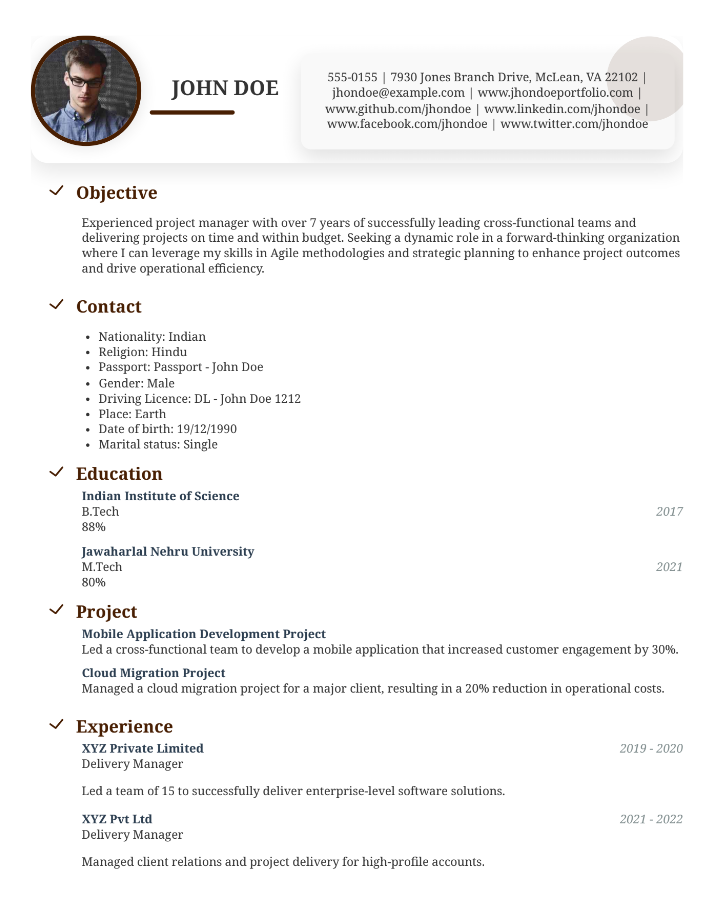 JOHN DOE
555-0155 | 7930 Jones Branch Drive, McLean, VA 22102 |
jhondoe@example.com | www.jhondoeportfolio.com |
www.github.com/jhondoe | www.linkedin.com/jhondoe |
www.facebook.com/jhondoe | www.twitter.com/jhondoe
Objective
Experienced project manager with over 7 years of successfully leading cross-functional teams and
delivering projects on time and within budget. Seeking a dynamic role in a forward-thinking organization
where I can leverage my skills in Agile methodologies and strategic planning to enhance project outcomes
and drive operational efficiency.
Contact
• Nationality: Indian
• Religion: Hindu
• Passport: Passport - John Doe
• Gender: Male
• Driving Licence: DL - John Doe 1212
• Place: Earth
• Date of birth: 19/12/1990
• Marital status: Single
Education
Indian Institute of Science
B.Tech 2017
88%
Jawaharlal Nehru University
M.Tech 2021
80%
Project
Mobile Application Development Project
Led a cross-functional team to develop a mobile application that increased customer engagement by 30%.
Cloud Migration Project
Managed a cloud migration project for a major client, resulting in a 20% reduction in operational costs.
Experience
XYZ Private Limited 2019 - 2020
Delivery Manager
Led a team of 15 to successfully deliver enterprise-level software solutions.
XYZ Pvt Ltd 2021 - 2022
Delivery Manager
Managed client relations and project delivery for high-profile accounts.